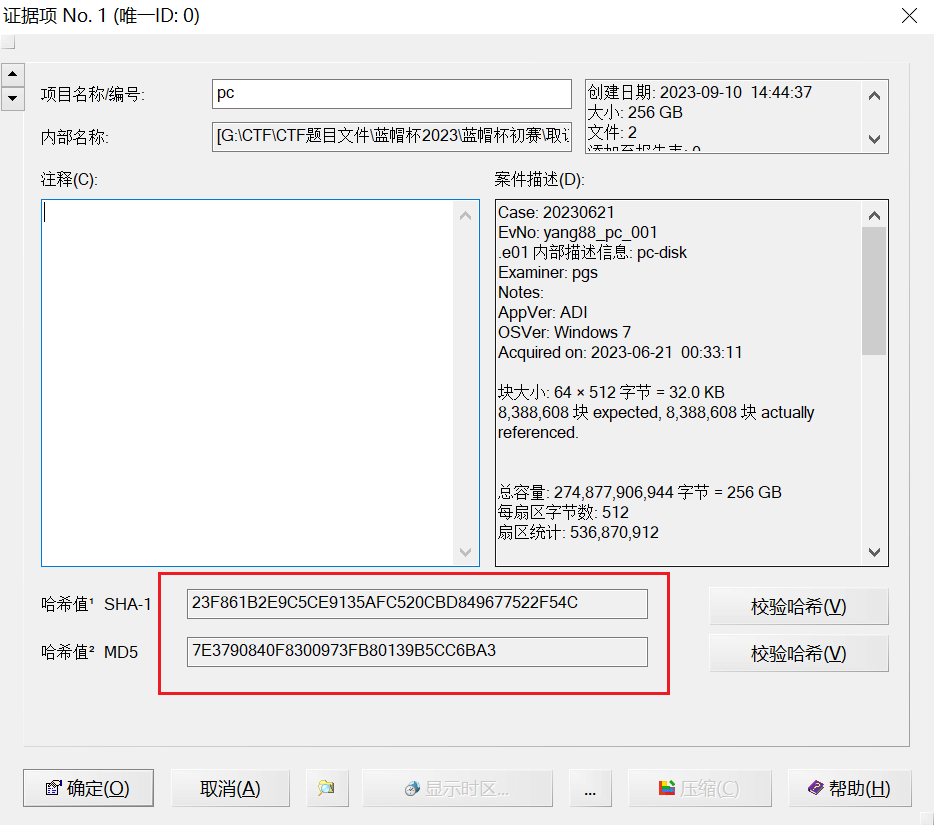 证据项 No. 1 (唯一ID: 0)
项目名称/编号:
pc
创建日期: 2023-09-10 14:44:37
大小: 256 GB
文件: 2
添加至报告表: 0
内部名称:
[G:\CTF\CTF题目文件\蓝帽杯2023\蓝帽杯初赛\取证
注释(C):
案件描述(D):
Case: 20230621
EvNo: yang88_pc_001
.e01 内部描述信息: pc-disk
Examiner: pgs
Notes:
AppVer: ADI
OSVer: Windows 7
Acquired on: 2023-06-21 00:33:11
块大小: 64 × 512 字节 = 32.0 KB
8,388,608 块 expected, 8,388,608 块 actually
referenced.
总容量: 274,877,906,944 字节 = 256 GB
每扇区字节数: 512
扇区统计: 536,870,912
哈希值¹ SHA-1
23F861B2E9C5CE9135AFC520CBD849677522F54C
校验哈希(V)
哈希值² MD5
7E3790840F8300973FB80139B5CC6BA3
校验哈希(V)
确定(O)
取消(A)
显示时区...
...
压缩(C)
帮助(H)